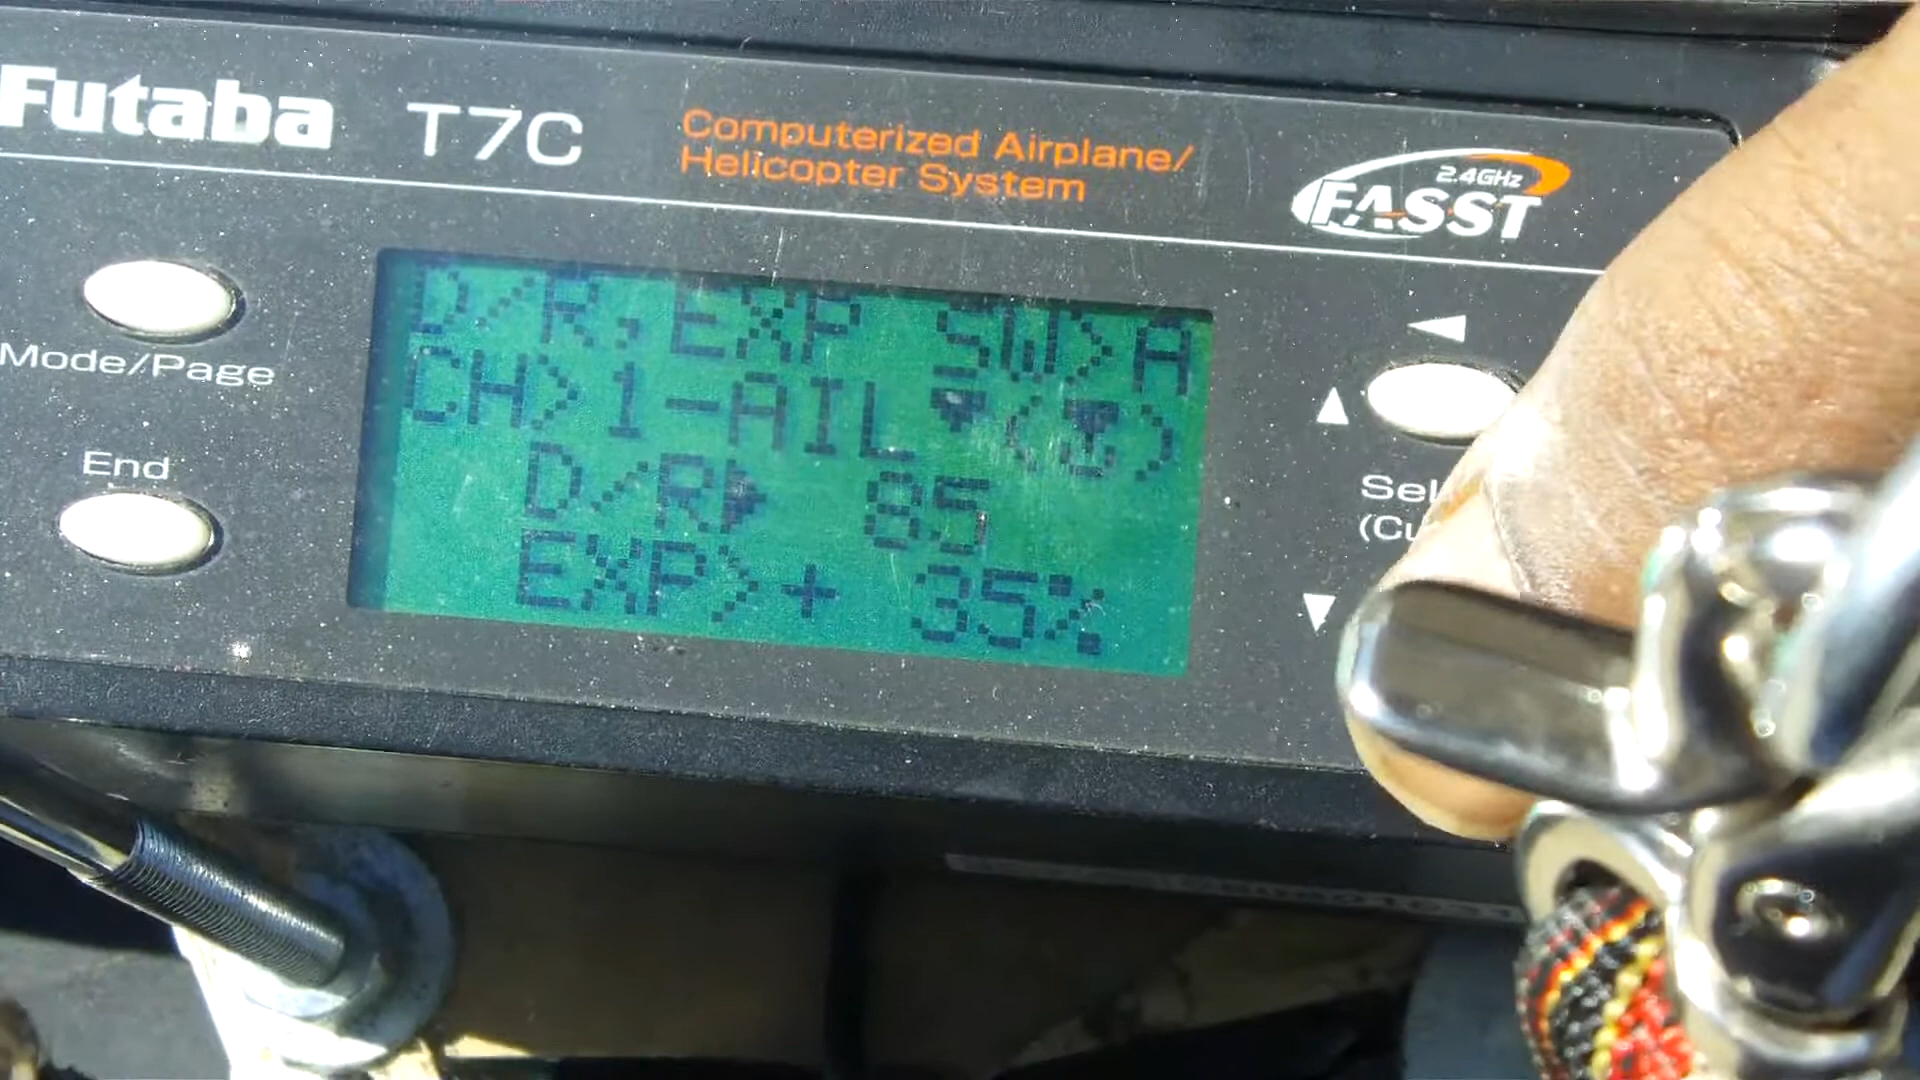 Futaba T7C
Computerized Airplane/
Helicopter System
2.4GHz
FASST
Mode/Page
End
D/R,EXP SW>A
CH>1-AIL
D/R 85
EXP>+ 35%